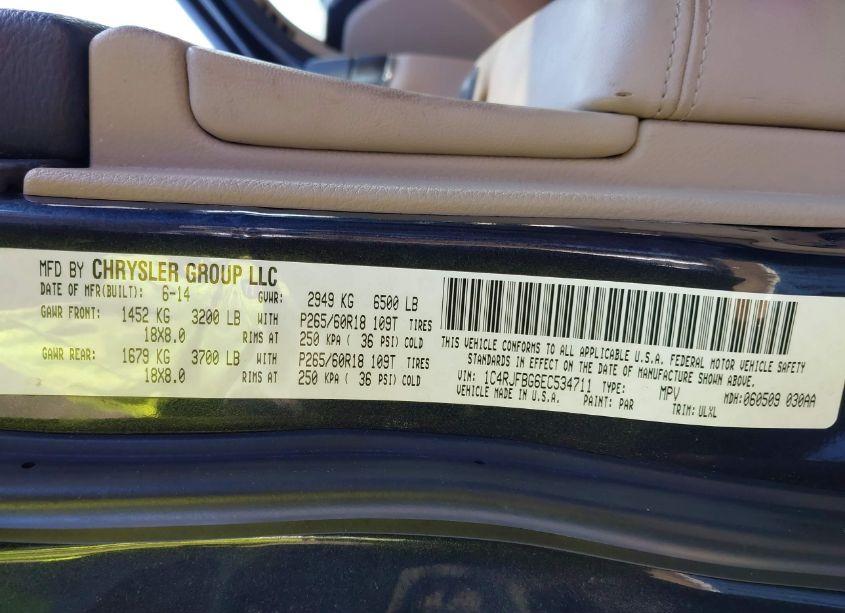 MFD BY CHRYSLER GROUP LLC
DATE OF MFR(BUILT): 6-14 GVWR: 2949 KG 6500 LB
GAWR FRONT: 1452 KG 3200 LB WITH P265/60R18 109T TIRES
18X8.0 RIMS AT 250 KPA ( 36 PSI) COLD
GAWR REAR: 1679 KG 3700 LB WITH P265/60R18 109T TIRES
18X8.0 RIMS AT 250 KPA ( 36 PSI) COLD
THIS VEHICLE CONFORMS TO ALL APPLICABLE U.S.A. FEDERAL MOTOR VEHICLE SAFETY
STANDARDS IN EFFECT ON THE DATE OF MANUFACTURE SHOWN ABOVE.
VIN: 1C4RJFBG6EC534711 TYPE: MPV MDH: 060509 030AA
VEHICLE MADE IN U.S.A. PAINT: PAR TRIM: ULXL